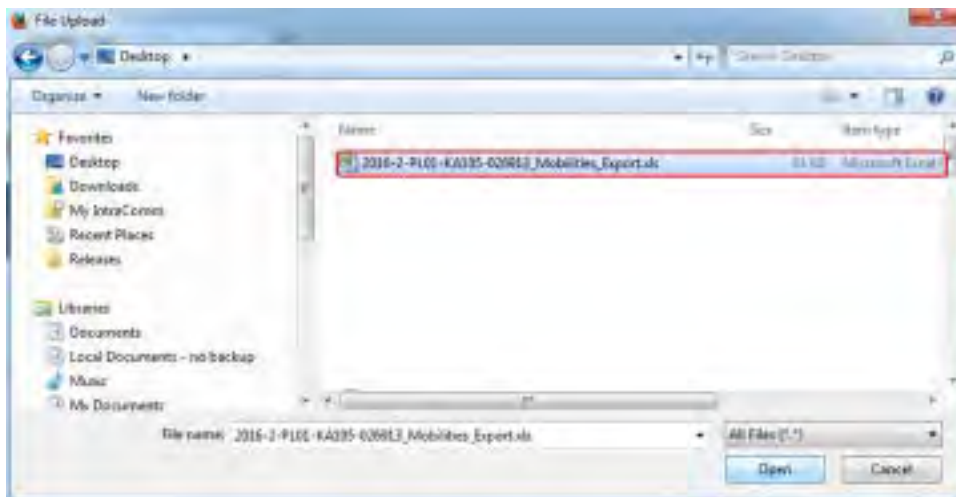 File Upload
Desktop
Search Desktop
Organize New folder
Favorites
Desktop
Downloads
My IntraComm
Recent Places
Releases
Libraries
Documents
Local Documents - no backup
Music
My Documents
Name Size Item type
2016-2-PL01-KA105-026613_Mobilities_Export.xls Microsoft Excel
File name: 2016-2-PL01-KA105-026613_Mobilities_Export.xls All Files (*.*)
Open Cancel